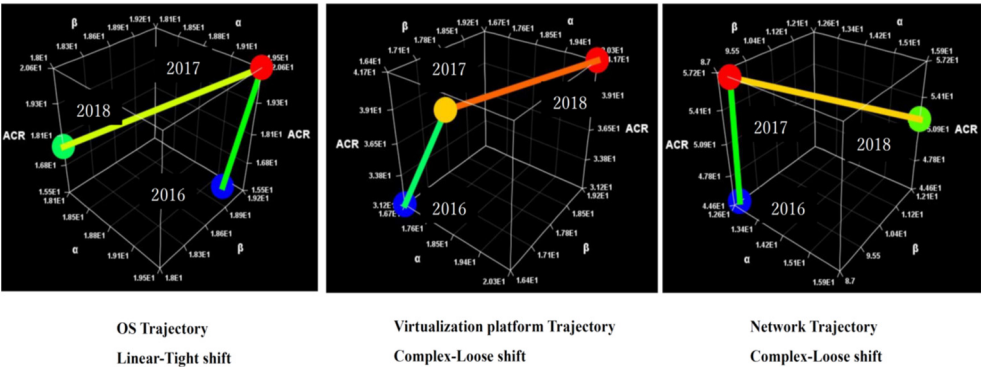 β
α
1.92E1
1.81E1
1.89E1
1.85E1
1.86E1
1.88E1
1.83E1
1.91E1
1.8E1
.95E1
2.06E1
2.06E1
2017
1.93E1
1.93E1
2018
ACR
1.81E1
1.81E1
ACR
1.68E1
1.68E1
1.55E1
1.55E1
1.81E1
1.92E1
2016
1.85E1
1.89E1
1.88E1
1.86E1
α
β
1.91E1
1.83E1
1.95E1
1.8E1
β
α
1.92E1
1.67E1
1.85E1
1.76E1
1.78E1
1.85E1
1.71E1
1.94E1
1.64E1
2.03E1
4.17E1
4.17E1
2017
3.91E1
3.91E1
2018
ACR
3.65E1
3.65E1
ACR
3.38E1
3.38E1
3.12E1
3.12E1
1.67E1
1.92E1
2016
1.76E1
1.85E1
1.85E1
1.78E1
α
β
1.94E1
1.71E1
2.03E1
1.64E1
β
α
1.21E1
1.26E1
1.12E1
1.34E1
1.04E1
1.42E1
9.55
1.51E1
8.7
1.59E1
5.72E1
5.72E1
5.41E1
5.41E1
2017
ACR
5.09E1
5.09E1
ACR
2018
4.78E1
4.78E1
4.46E1
4.46E1
1.26E1
1.21E1
2016
1.34E1
1.12E1
1.42E1
1.04E1
α
β
1.51E1
9.55
1.59E1
8.7
OS Trajectory
Linear-Tight shift
Virtualization platform Trajectory
Complex-Loose shift
Network Trajectory
Complex-Loose shift